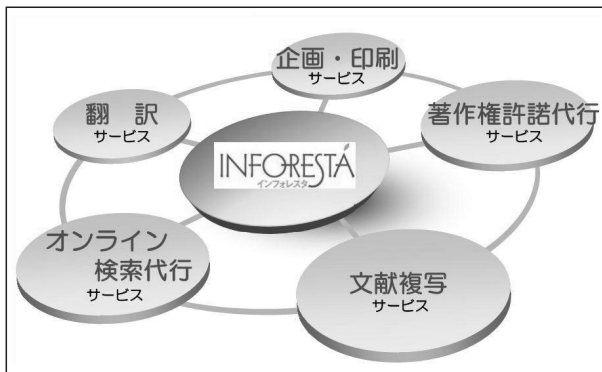 企画・印刷
サービス
翻 訳
サービス
著作権許諾代行
サービス
INFORESTA
インフォレスタ
オンライン
検索代行
サービス
文献複写
サービス